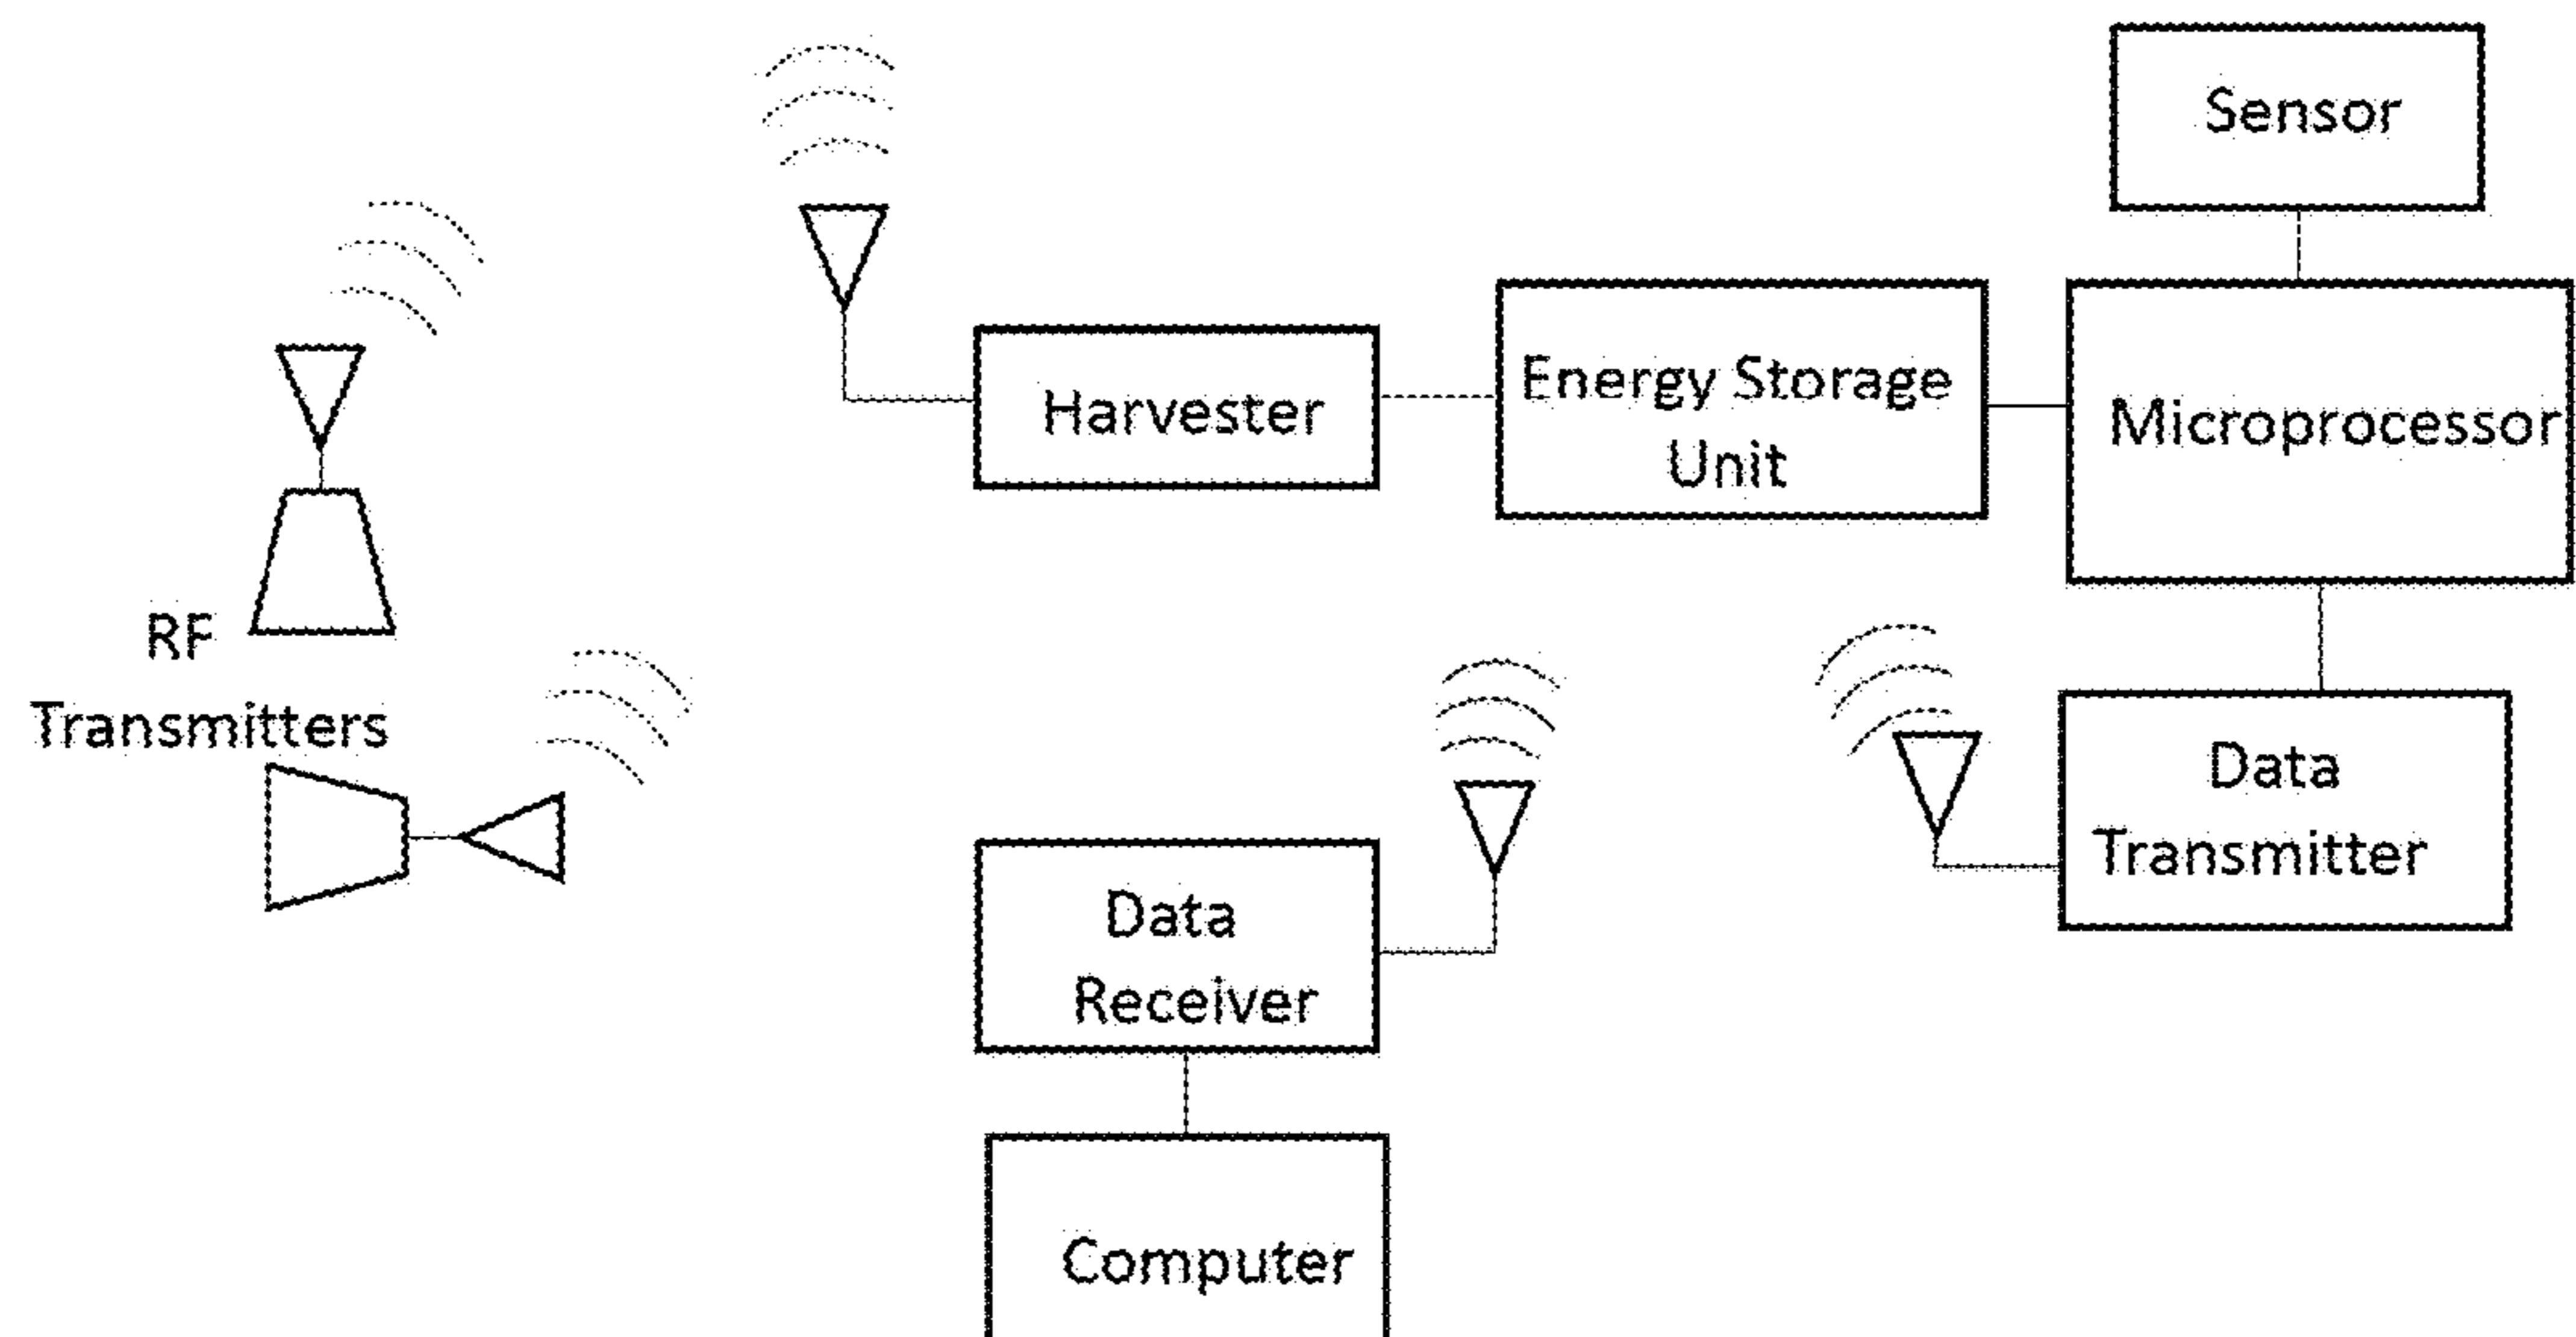 Sensor
Harvester
Energy Storage
Unit
Microprocessor
RF
Transmitters
Data
Transmitter
Data
Receiver
Computer